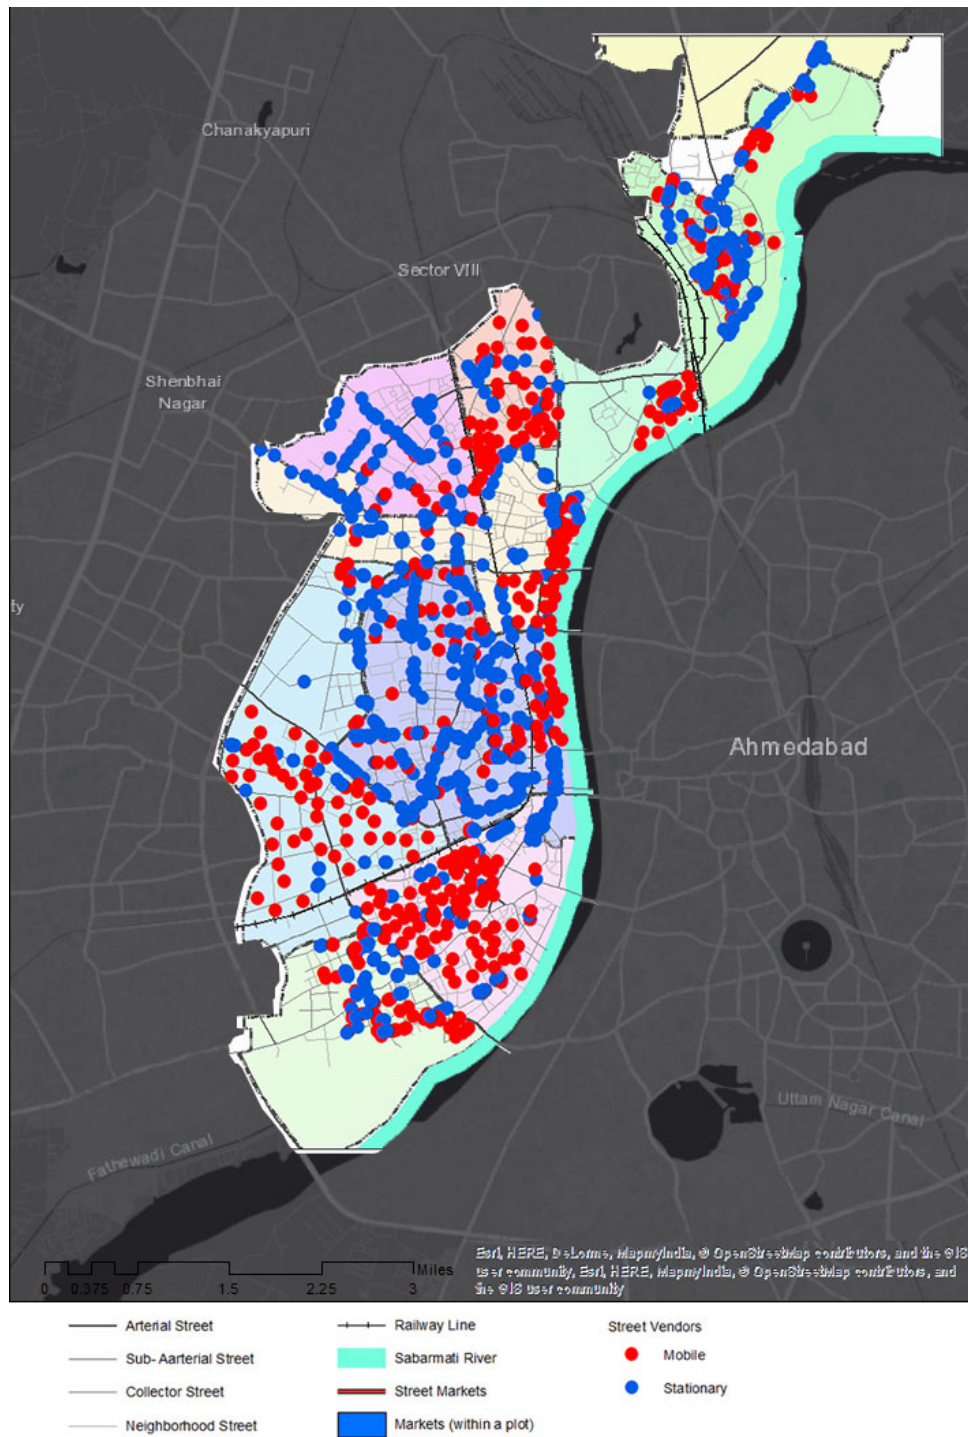 Chanakyapuri
Sector VIII
Shenbhai
Nagar
ty
Ahmedabad
Uttam Nagar Canal
Fathewadi Canal
Esri, HERE, DeLorme, MapmyIndia, © OpenStreetMap contributors, and the GIS
user community, Esri, HERE, MapmyIndia, © OpenStreetMap contributors, and
the GIS user community
Miles
0 0.375 0.75 1.5 2.25 3
Arterial Street
Railway Line
Street Vendors
Sub- Aarterial Street
Sabarmati River
Mobile
Collector Street
Street Markets
Stationary
Neighborhood Street
Markets (within a plot)